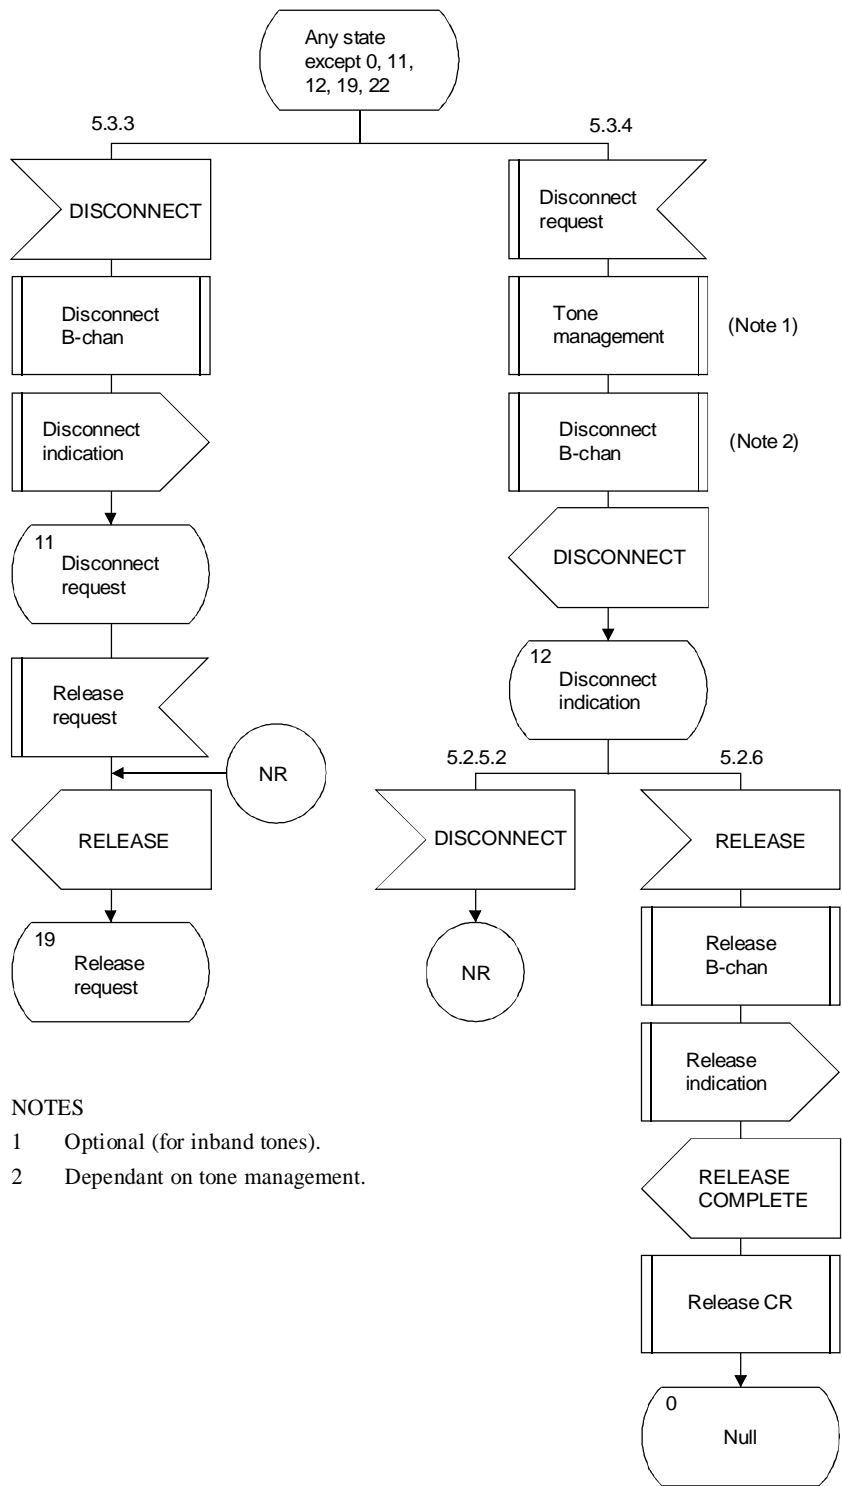 Any state
except 0, 11,
12, 19, 22
5.3.3
5.3.4
DISCONNECT
Disconnect
request
Disconnect
B-chan
Tone
management
(Note 1)
Disconnect
indication
Disconnect
B-chan
(Note 2)
11
Disconnect
request
DISCONNECT
12
Disconnect
indication
Release
request
NR
5.2.5.2
5.2.6
RELEASE
DISCONNECT
RELEASE
19
Release
request
NR
Release
B-chan
Release
indication
NOTES
1 Optional (for inband tones).
2 Dependant on tone management.
RELEASE
COMPLETE
Release CR
0
Null